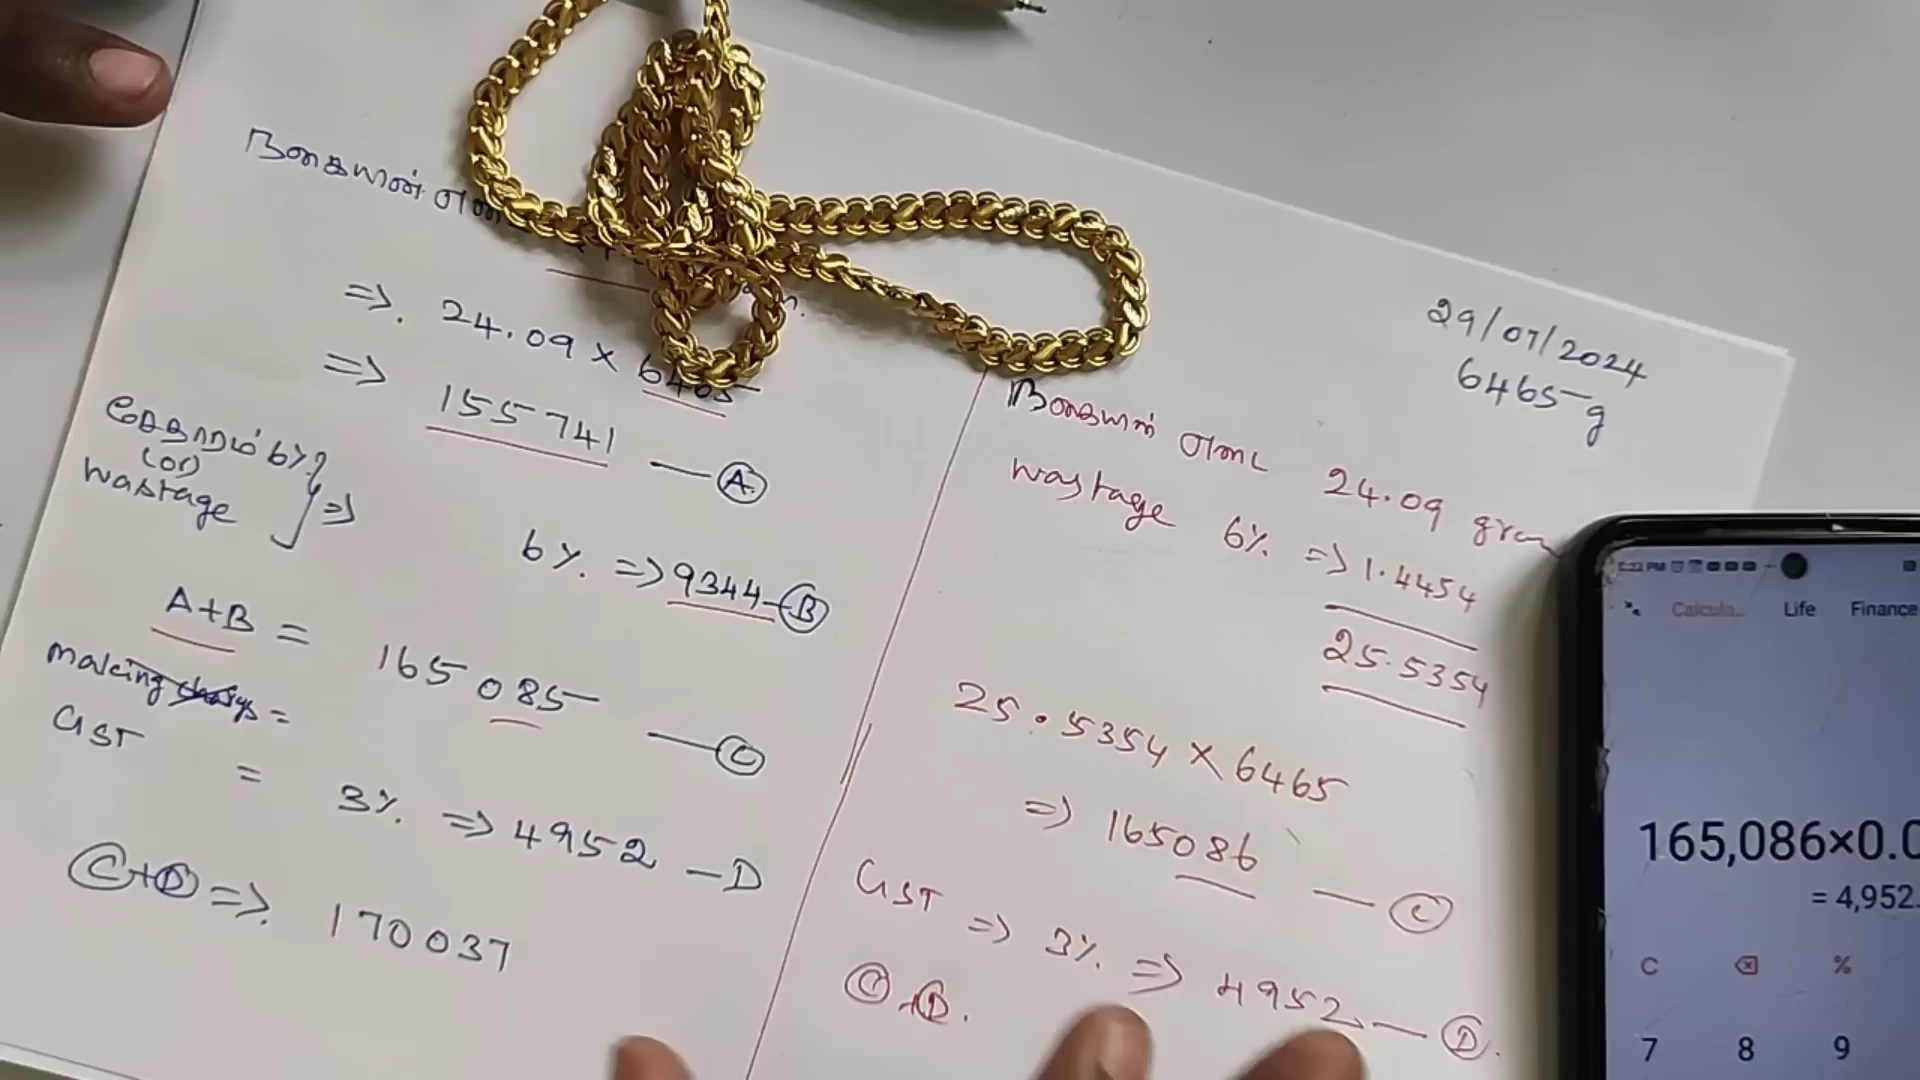 நகையின் எடை
=>. 24.09 × 6465
=> 155741 — A
சேதாரம் 6%
(or)
wastage } =>
6%. => 9344 - B
A+B = 165085 — C
making charges =
GST = 3%. => 4952 - D
C+D =>. 170037
29/07/2024
6465 g
நகையின் எடை 24.09 gram
wastage 6%. => 1.4454
25.5354
25.5354 × 6465
=> 165086 — C
GST => 3%. => 4952 — D.
C+D.
Calcula... Life Finance
165,086×0.0
= 4,952.
C %
7 8 9